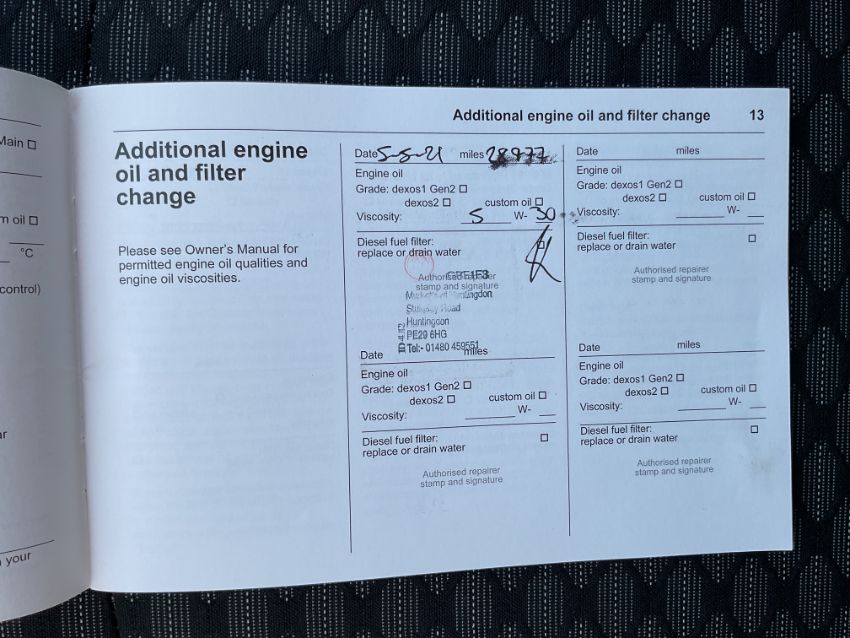 Additional engine oil and filter change 13
Main
m oil
°C
control)
ar
your
Additional engine
oil and filter
change
Please see Owner's Manual for
permitted engine oil qualities and
engine oil viscosities.
Date 5-5-21 miles
Engine oil
Grade: dexos1 Gen2
dexos2 custom oil
Viscosity: 5 W- 30
Diesel fuel filter:
replace or drain water
Authorised repairer
stamp and signature
Huntingdon
Road
Huntingdon
PE29 6HG
Tel:- 01480 459551
Date miles
Engine oil
Grade: dexos1 Gen2
dexos2 custom oil
Viscosity: W-
Diesel fuel filter:
replace or drain water
Authorised repairer
stamp and signature
Date miles
Engine oil
Grade: dexos1 Gen2
dexos2 custom oil
Viscosity: W-
Diesel fuel filter:
replace or drain water
Authorised repairer
stamp and signature
Date miles
Engine oil
Grade: dexos1 Gen2
dexos2 custom oil
Viscosity: W-
Diesel fuel filter:
replace or drain water
Authorised repairer
stamp and signature